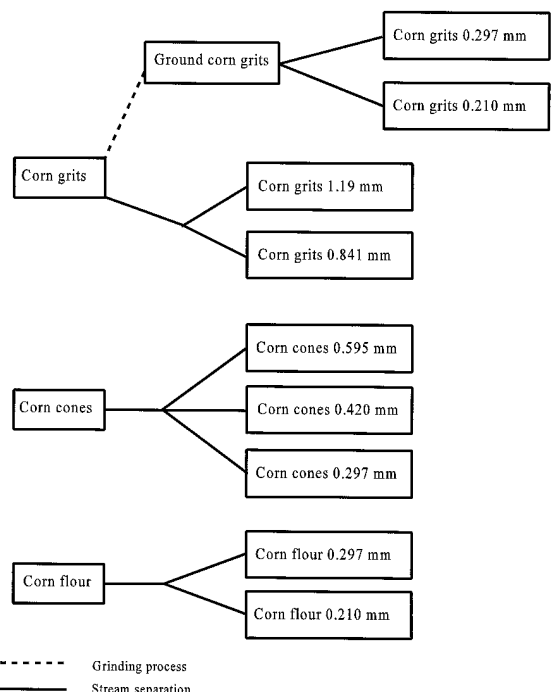 Corn grits 0.297 mm
Ground corn grits
Corn grits 0.210 mm
Corn grits
Corn grits 1.19 mm
Corn grits 0.841 mm
Corn cones 0.595 mm
Corn cones
Corn cones 0.420 mm
Corn cones 0.297 mm
Corn flour 0.297 mm
Corn flour
Corn flour 0.210 mm
Grinding process
Stream separation